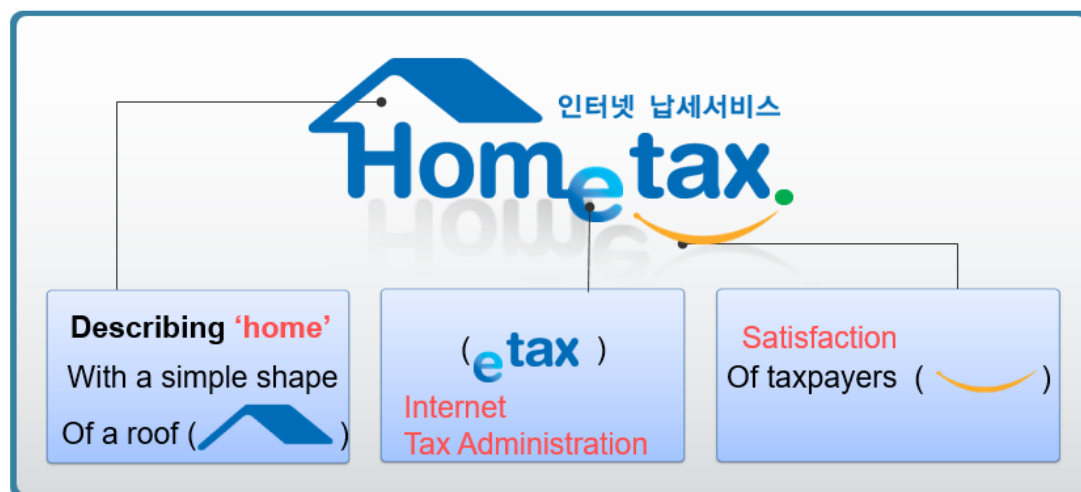 인터넷 납세서비스
Hometax.
Describing ‘home’
With a simple shape
Of a roof ( )
( etax )
Internet
Tax Administration
Satisfaction
Of taxpayers ( )